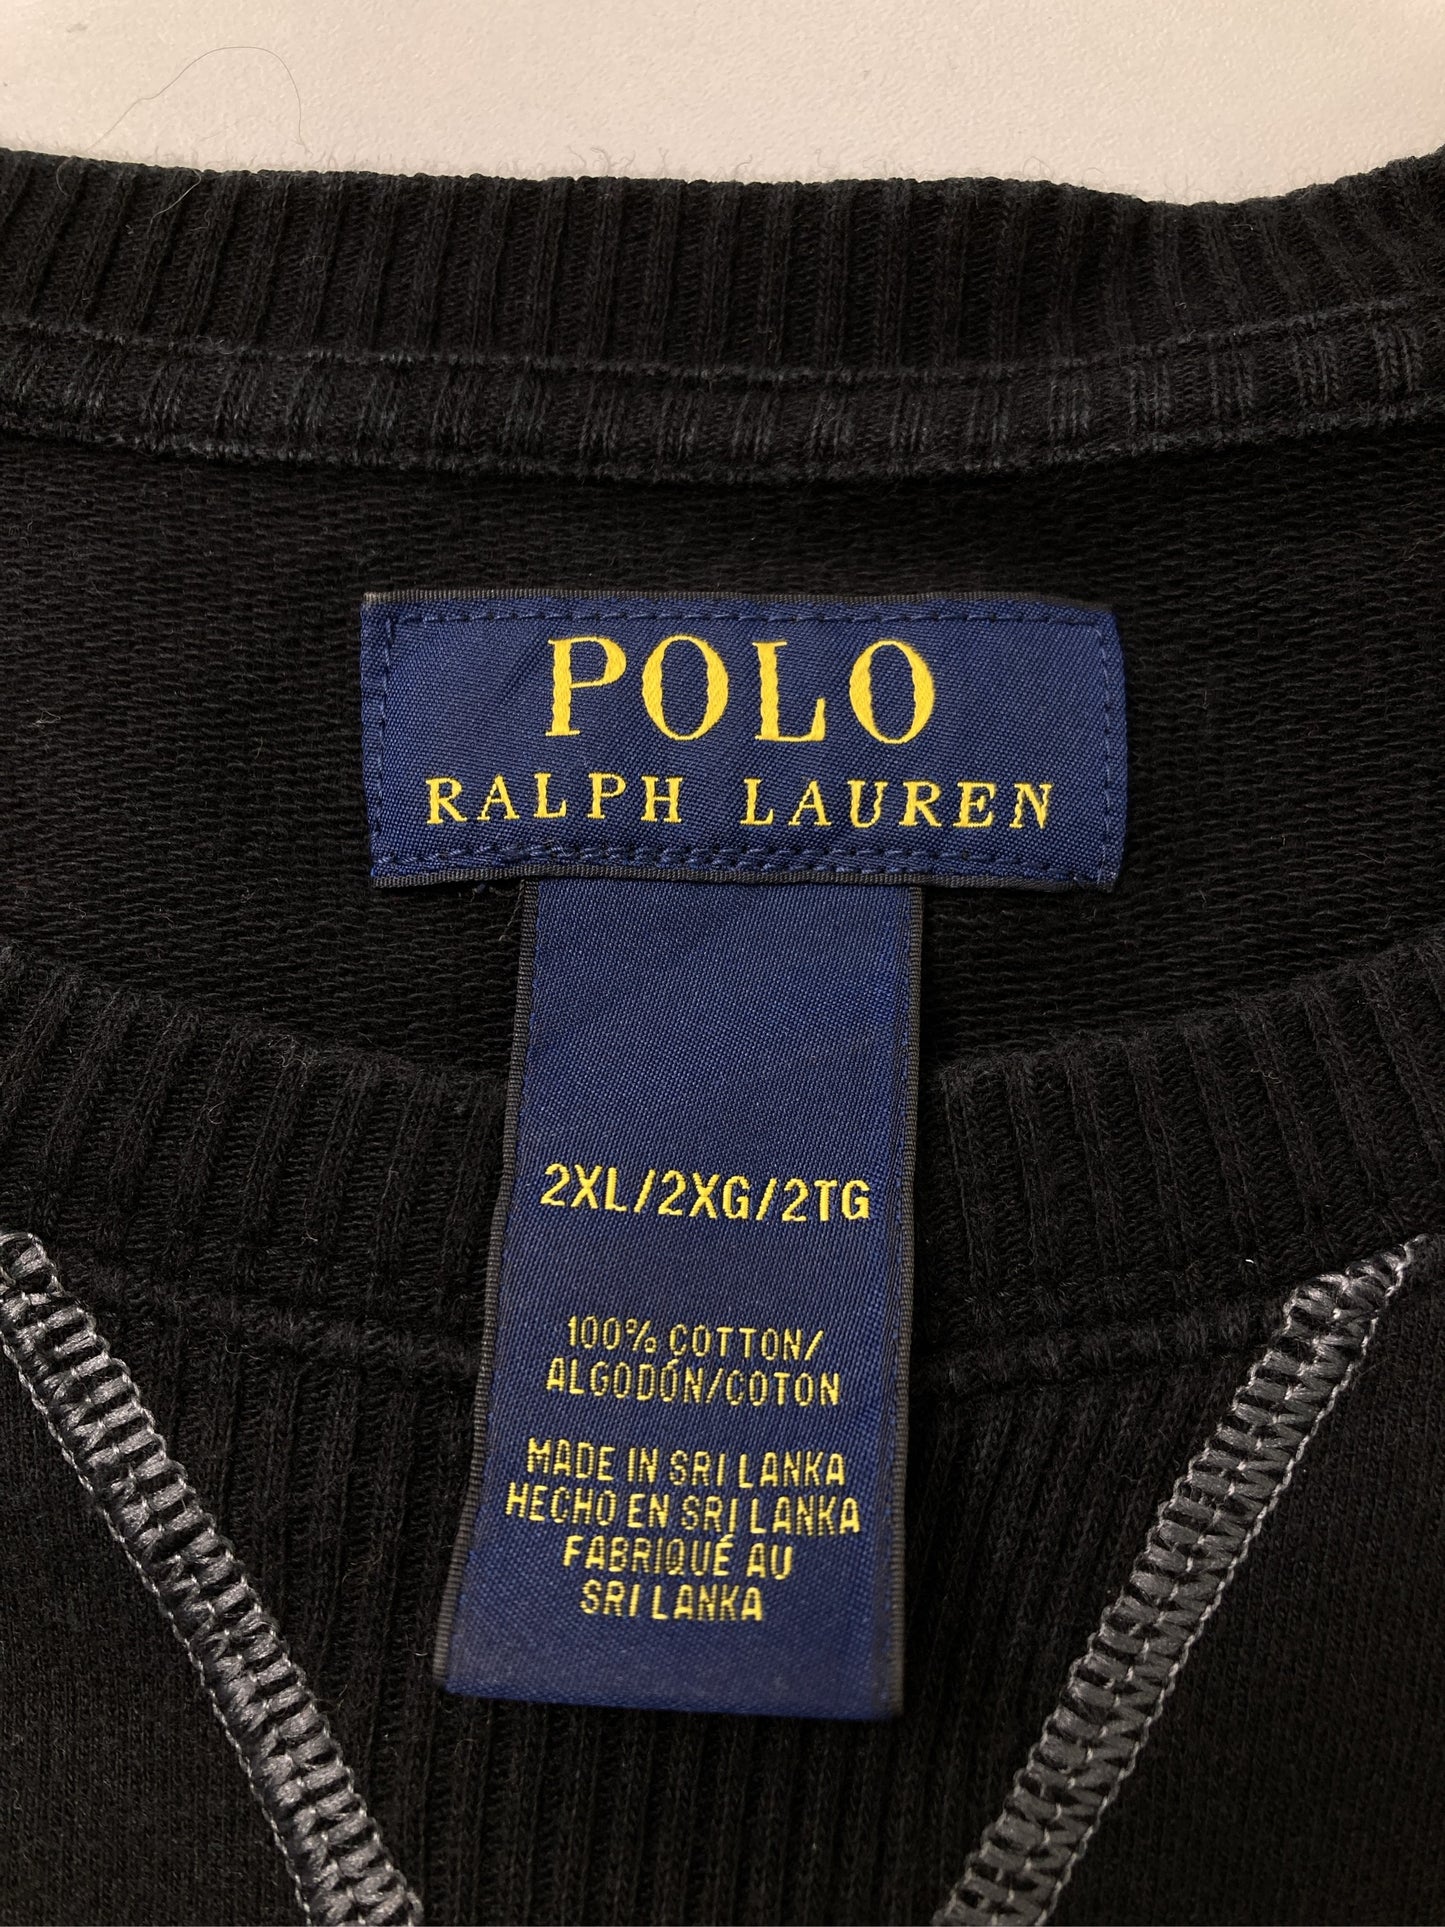 POLO
RALPH LAUREN
2XL/2XG/2TG
100% COTTON/
ALGODÓN/COTON
MADE IN SRI LANKA
HECHO EN SRI LANKA
FABRIQUÉ AU
SRI LANKA